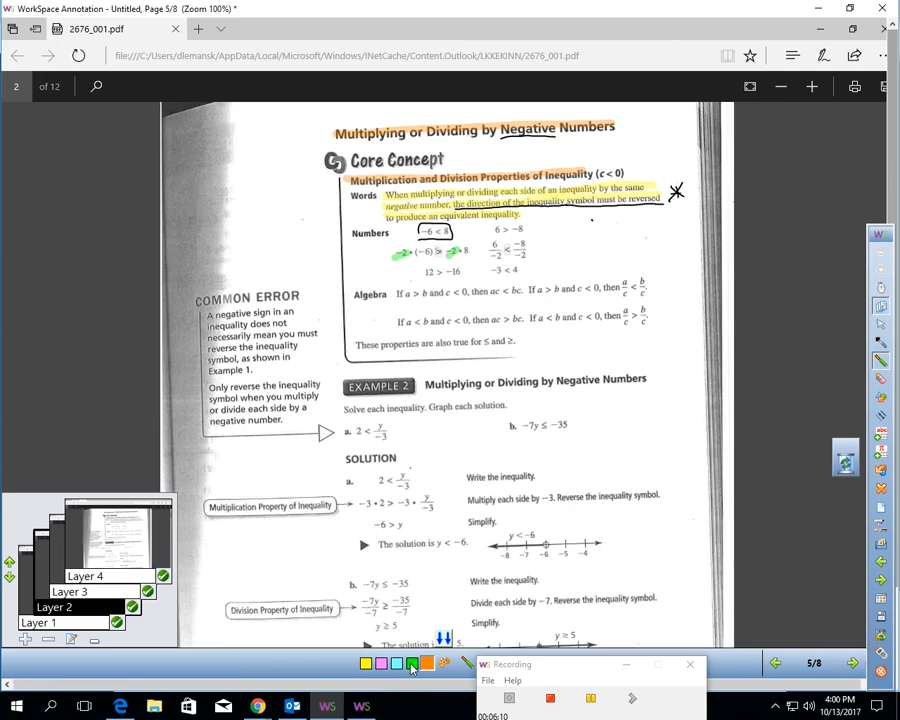 WorkSpace Annotation - Untitled, Page 5/8 (Zoom 100%) *
2676_001.pdf
file:///C:/Users/dlemansk/AppData/Local/Microsoft/Windows/INetCache/Content.Outlook/LKKEKINN/2676_001.pdf
2 of 12
Multiplying or Dividing by Negative Numbers
Core Concept
Multiplication and Division Properties of Inequality (c < 0)
Words When multiplying or dividing each side of an inequality by the same
negative number, the direction of the inequality symbol must be reversed
to produce an equivalent inequality.
Numbers −6 < 8 6 > −8
−2 • (−6) > −2 • 8 6/−2 < −8/−2
12 > −16 −3 < 4
Algebra If a > b and c < 0, then ac < bc. If a > b and c < 0, then a/c < b/c.
If a < b and c < 0, then ac > bc. If a < b and c < 0, then a/c > b/c.
These properties are also true for ≤ and ≥.
COMMON ERROR
A negative sign in an
inequality does not
necessarily mean you must
reverse the inequality
symbol, as shown in
Example 1.
Only reverse the inequality
symbol when you multiply
or divide each side by a
negative number.
EXAMPLE 2 Multiplying or Dividing by Negative Numbers
Solve each inequality. Graph each solution.
a. 2 < y/−3 b. −7y ≤ −35
SOLUTION
a. 2 < y/−3 Write the inequality.
Multiplication Property of Inequality −3 • 2 > −3 • y/−3 Multiply each side by −3. Reverse the inequality symbol.
−6 > y Simplify.
The solution is y < −6. y < −6
−8 −7 −6 −5 −4
b. −7y ≤ −35 Write the inequality.
Division Property of Inequality −7y/−7 ≥ −35/−7 Divide each side by −7. Reverse the inequality symbol.
y ≥ 5 Simplify.
The solution i 5. y ≥ 5
Layer 4
Layer 3
Layer 2
Layer 1
5/8
WS Recording
File Help
00:06:10
4:00 PM
10/13/2017